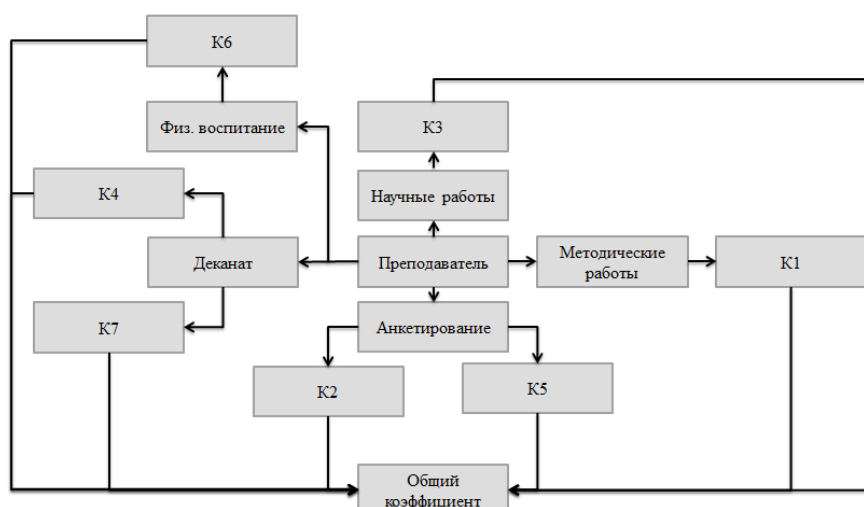 К6
Физ. воспитание
К3
К4
Научные работы
Деканат
Преподаватель
Методические
работы
К1
К7
Анкетирование
К2
К5
Общий
коэффициент